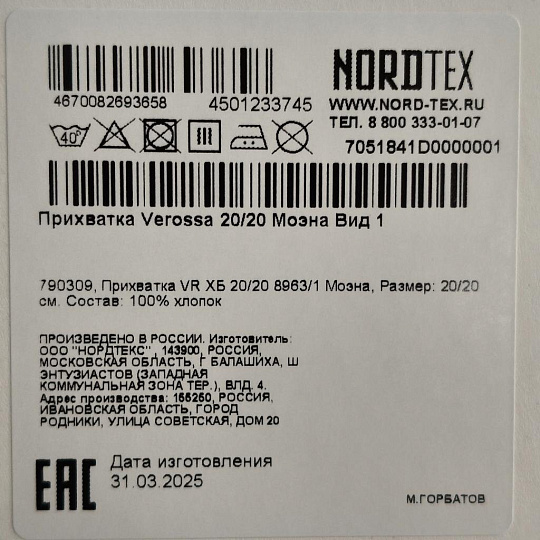 NORDTEX
4670082693658 4501233745
WWW.NORD-TEX.RU
ТЕЛ. 8 800 333-01-07
40°
7051841D0000001
Прихватка Verossa 20/20 Моэна Вид 1
790309, Прихватка VR ХБ 20/20 8963/1 Моэна, Размер: 20/20
см. Состав: 100% хлопок
ПРОИЗВЕДЕНО В РОССИИ. Изготовитель:
ООО "НОРДТЕКС" , 143900, РОССИЯ,
МОСКОВСКАЯ ОБЛАСТЬ, Г БАЛАШИХА, Ш
ЭНТУЗИАСТОВ (ЗАПАДНАЯ
КОММУНАЛЬНАЯ ЗОНА ТЕР.), ВЛД. 4.
Адрес производства: 155250, РОССИЯ,
ИВАНОВСКАЯ ОБЛАСТЬ, ГОРОД
РОДНИКИ, УЛИЦА СОВЕТСКАЯ, ДОМ 20
EAC
Дата изготовления
31.03.2025
М.ГОРБАТОВ